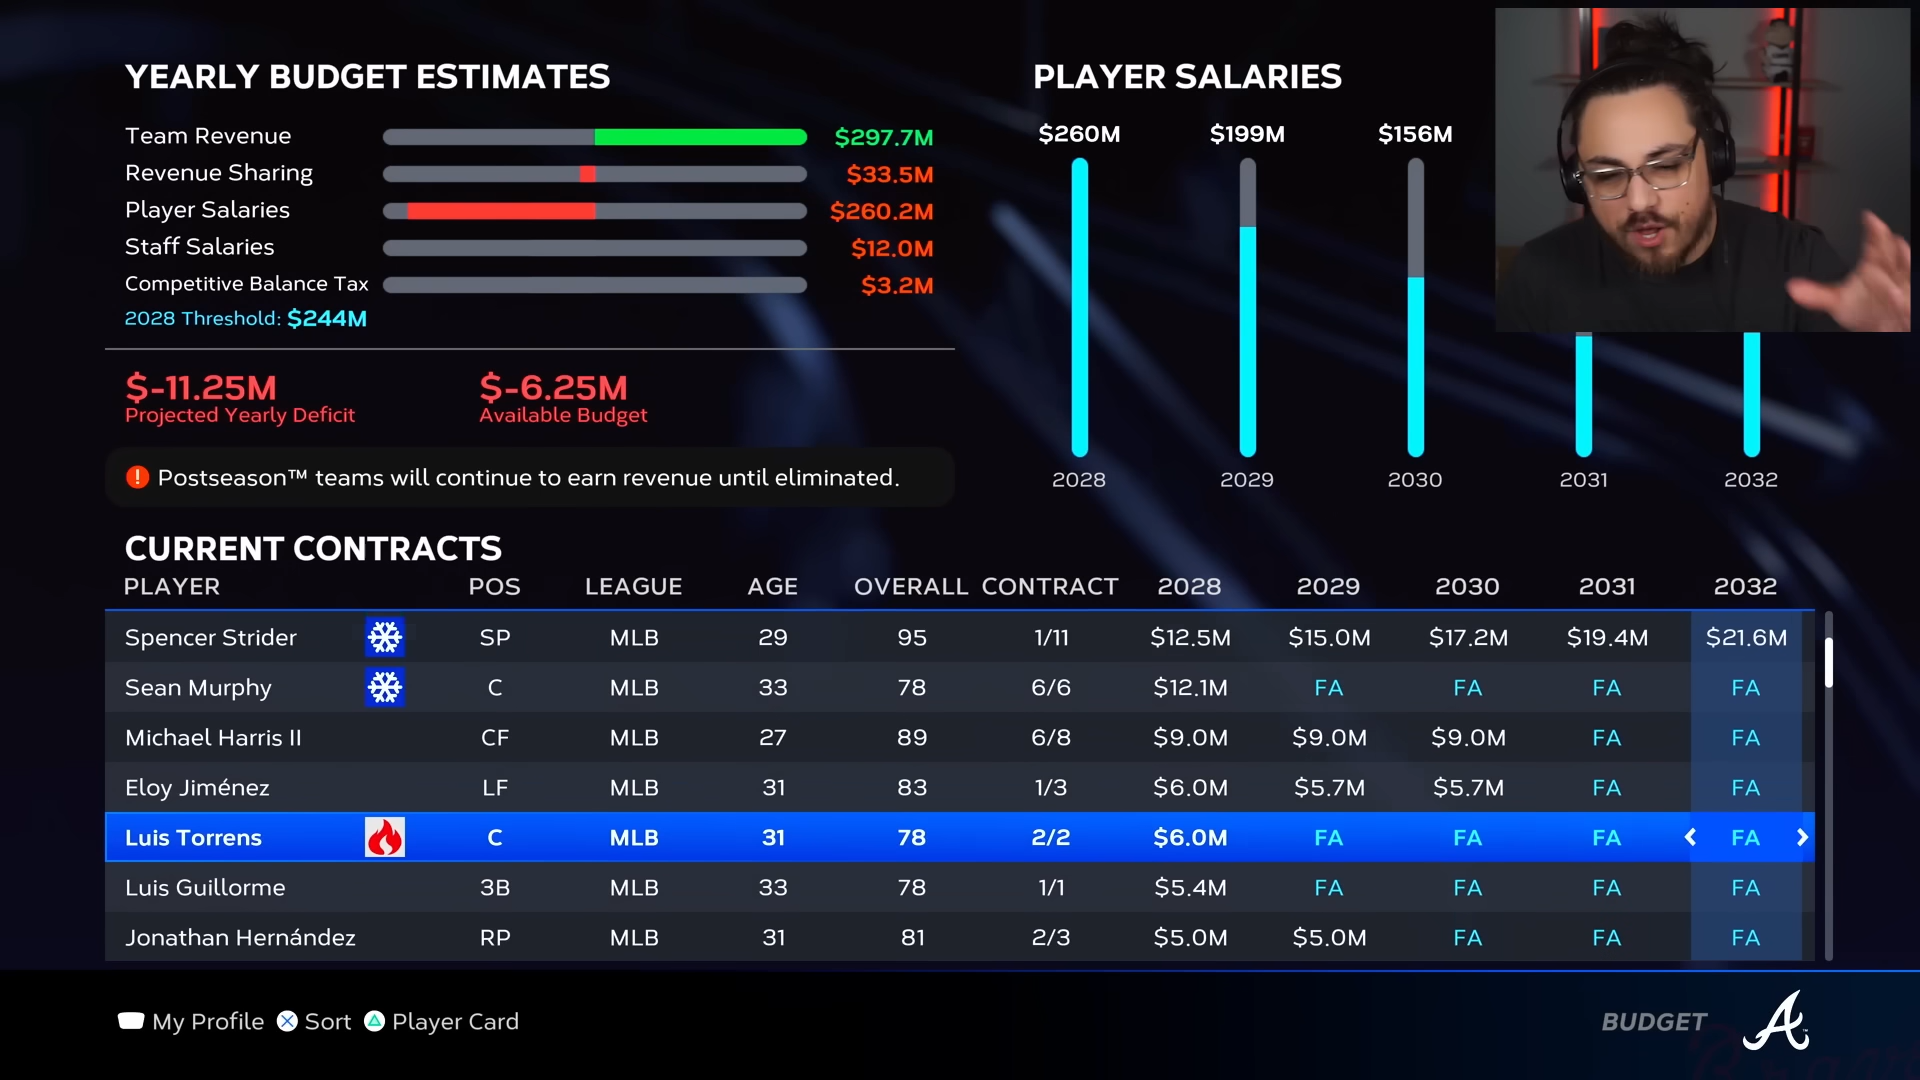 YEARLY BUDGET ESTIMATES
Team Revenue $297.7M
Revenue Sharing $33.5M
Player Salaries $260.2M
Staff Salaries $12.0M
Competitive Balance Tax $3.2M
2028 Threshold: $244M
$-11.25M $-6.25M
Projected Yearly Deficit Available Budget
! Postseason™ teams will continue to earn revenue until eliminated.
PLAYER SALARIES
$260M $199M $156M
2028 2029 2030 2031 2032
CURRENT CONTRACTS
PLAYER POS LEAGUE AGE OVERALL CONTRACT 2028 2029 2030 2031 2032
Spencer Strider SP MLB 29 95 1/11 $12.5M $15.0M $17.2M $19.4M $21.6M
Sean Murphy C MLB 33 78 6/6 $12.1M FA FA FA FA
Michael Harris II CF MLB 27 89 6/8 $9.0M $9.0M $9.0M FA FA
Eloy Jiménez LF MLB 31 83 1/3 $6.0M $5.7M $5.7M FA FA
Luis Torrens C MLB 31 78 2/2 $6.0M FA FA FA FA
Luis Guillorme 3B MLB 33 78 1/1 $5.4M FA FA FA FA
Jonathan Hernández RP MLB 31 81 2/3 $5.0M $5.0M FA FA FA
My Profile Sort Player Card
BUDGET A